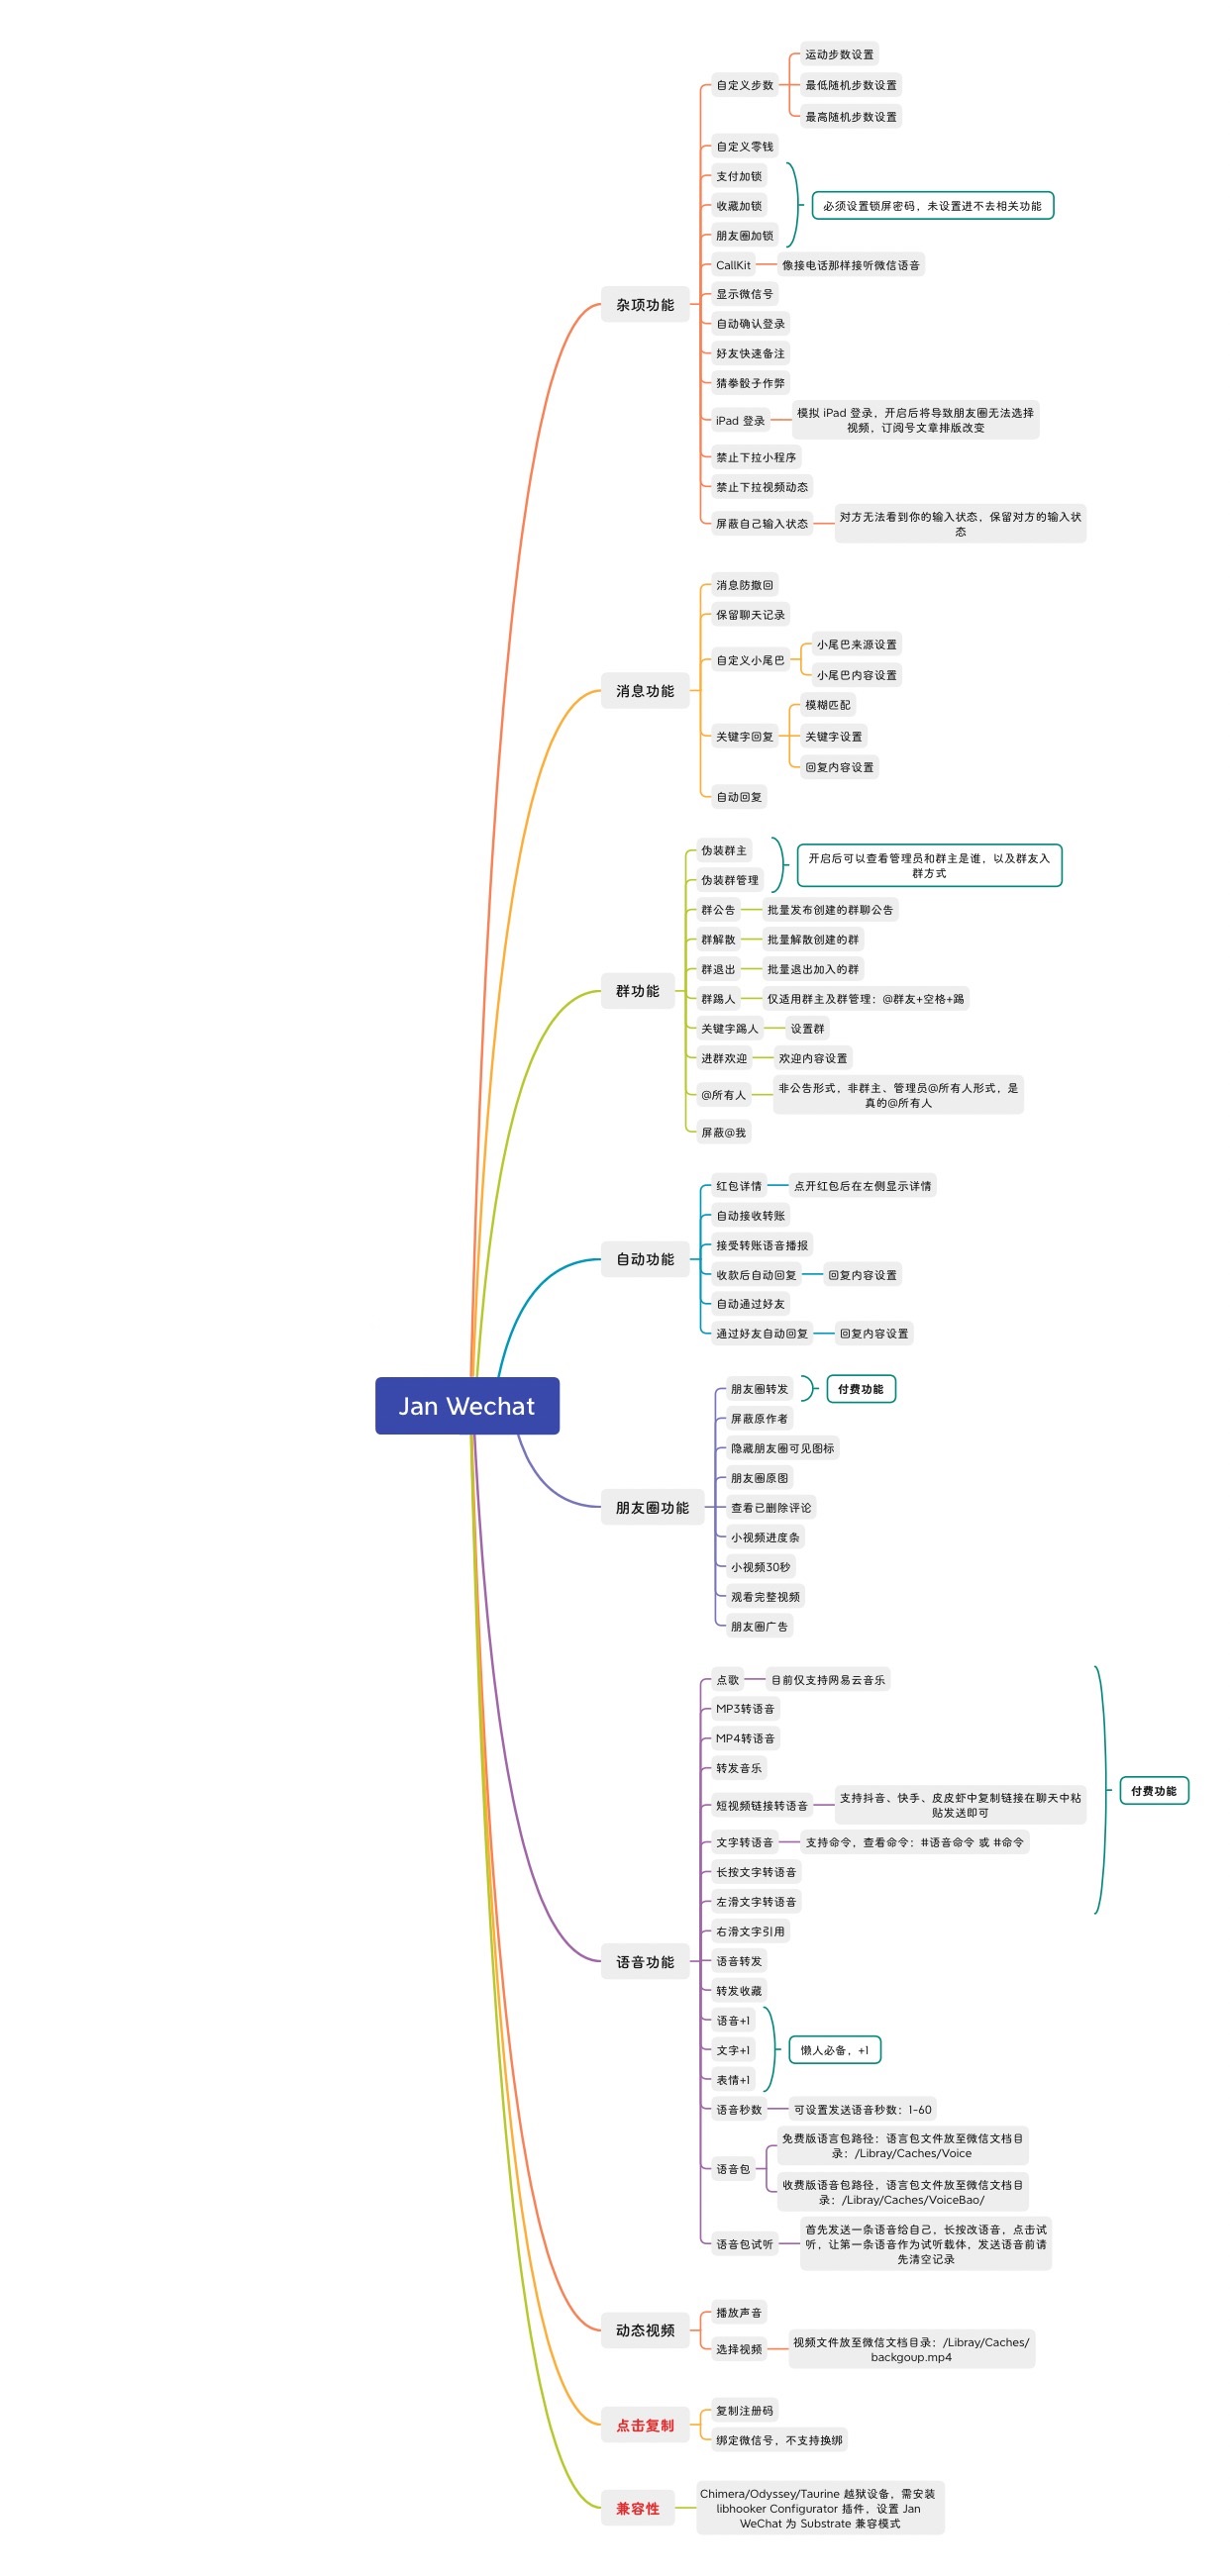 Jan Wechat
杂项功能
自定义步数
运动步数设置
最低随机步数设置
最高随机步数设置
自定义零钱
支付加锁
收藏加锁
朋友圈加锁
必须设置锁屏密码，未设置进不去相关功能
CallKit
像接电话那样接听微信语音
显示微信号
自动确认登录
好友快速备注
猜拳骰子作弊
iPad 登录
模拟 iPad 登录，开启后将导致朋友圈无法选择
视频，订阅号文章排版改变
禁止下拉小程序
禁止下拉视频动态
屏蔽自己输入状态
对方无法看到你的输入状态，保留对方的输入状
态
消息功能
消息防撤回
保留聊天记录
自定义小尾巴
小尾巴来源设置
小尾巴内容设置
关键字回复
模糊匹配
关键字设置
回复内容设置
自动回复
群功能
伪装群主
伪装群管理
开启后可以查看管理员和群主是谁，以及群友入
群方式
群公告
批量发布创建的群聊公告
群解散
批量解散创建的群
群退出
批量退出加入的群
群踢人
仅适用群主及群管理：@群友+空格+踢
关键字踢人
设置群
进群欢迎
欢迎内容设置
@所有人
非公告形式，非群主、管理员@所有人形式，是
真的@所有人
屏蔽@我
自动功能
红包详情
点开红包后在左侧显示详情
自动接收转账
接受转账语音播报
收款后自动回复
回复内容设置
自动通过好友
通过好友自动回复
回复内容设置
朋友圈功能
朋友圈转发
付费功能
屏蔽原作者
隐藏朋友圈可见图标
朋友圈原图
查看已删除评论
小视频进度条
小视频30秒
观看完整视频
朋友圈广告
语音功能
点歌
目前仅支持网易云音乐
MP3转语音
MP4转语音
转发音乐
短视频链接转语音
支持抖音、快手、皮皮虾中复制链接在聊天中粘
贴发送即可
文字转语音
支持命令，查看命令：#语音命令 或 #命令
长按文字转语音
左滑文字转语音
付费功能
右滑文字引用
语音转发
转发收藏
语音+1
文字+1
表情+1
懒人必备，+1
语音秒数
可设置发送语音秒数：1-60
语音包
免费版语言包路径：语言包文件放至微信文档目
录：/Libray/Caches/Voice
收费版语音包路径，语言包文件放至微信文档目
录：/Libray/Caches/VoiceBao/
语音包试听
首先发送一条语音给自己，长按改语音，点击试
听，让第一条语音作为试听载体，发送语音前请
先清空记录
动态视频
播放声音
选择视频
视频文件放至微信文档目录：/Libray/Caches/
backgoup.mp4
点击复制
复制注册码
绑定微信号，不支持换绑
兼容性
Chimera/Odyssey/Taurine 越狱设备，需安装
libhooker Configurator 插件，设置 Jan
WeChat 为 Substrate 兼容模式